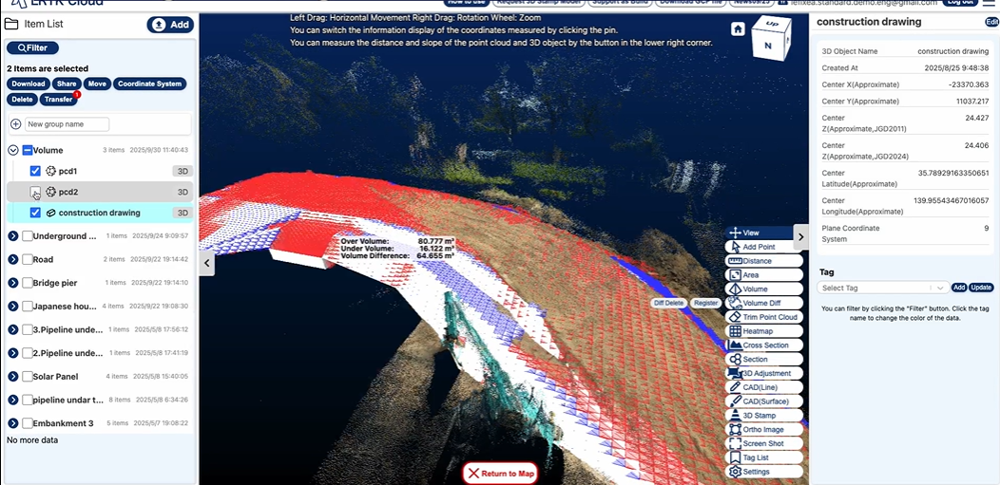 How to use
Request 3D Stamp Model
Support as Build
Download GCP file
News0925
lefixea.standard.demo.eng@gmail.com
Log out
Cloud
Item List
Add
Filter
2 Items are selected
Download
Share
Move
Coordinate System
Delete
Transfer
1
New group name
Volume
3 items
2025/9/30 11:40:43
pcd1
3D
pcd2
3D
construction drawing
3D
Underground ...
1 items
2025/9/24 9:09:57
Road
2 items
2025/9/22 19:14:42
Bridge pier
1 items
2025/9/22 19:14:10
Japanese hou...
4 items
2025/9/22 19:08:30
3.Pipeline unde...
1 items
2025/5/8 17:56:12
2.Pipeline unde...
1 items
2025/5/8 17:41:19
Solar Panel
4 items
2025/5/8 15:40:05
pipeline undar t...
8 items
2025/5/8 6:34:26
Embankment 3
5 items
2025/5/7 19:08:22
No more data
Left Drag: Horizontal Movement Right Drag: Rotation Wheel: Zoom
You can switch the information display of the coordinates measured by clicking the pin.
You can measure the distance and slope of the point cloud and 3D object by the button in the lower right corner.
Up
N
Over Volume: 80.777 m³
Under Volume: 16.122 m³
Volume Difference: 64.655 m³
Diff Delete
Register
View
Add Point
Distance
Area
Volume
Volume Diff
Trim Point Cloud
Heatmap
Cross Section
Section
3D Adjustment
CAD(Line)
CAD(Surface)
3D Stamp
Ortho Image
Screen Shot
Tag List
Settings
Return to Map
construction drawing
Edit
3D Object Name
construction drawing
Created At
2025/8/25 9:48:38
Center X(Approximate)
-23370.363
Center Y(Approximate)
11037.217
Center
Z(Approximate,JGD2011)
24.427
Center
Z(Approximate,JGD2024)
24.406
Center
Latitude(Approximate)
35.78929163350651
Center
Longitude(Approximate)
139.95543467016057
Plane Coordinate
System
9
Tag
Select Tag
Add
Update
You can filter by clicking the "Filter" button. Click the tag
name to change the color of the data.